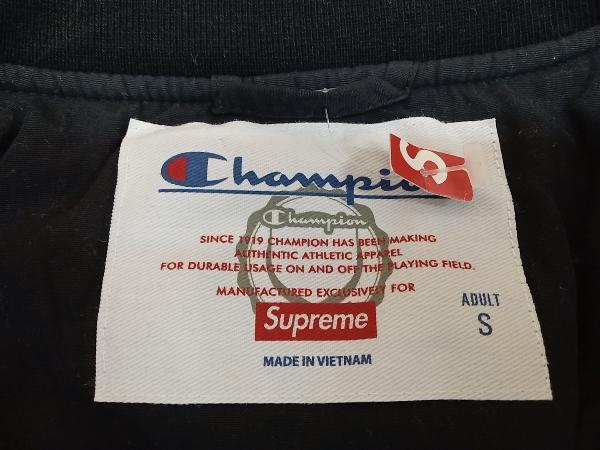 Champion
S
Champion
SINCE 1919 CHAMPION HAS BEEN MAKING
AUTHENTIC ATHLETIC APPAREL
FOR DURABLE USAGE ON AND OFF THE PLAYING FIELD.
MANUFACTURED EXCLUSIVELY FOR
Supreme
ADULT
S
MADE IN VIETNAM